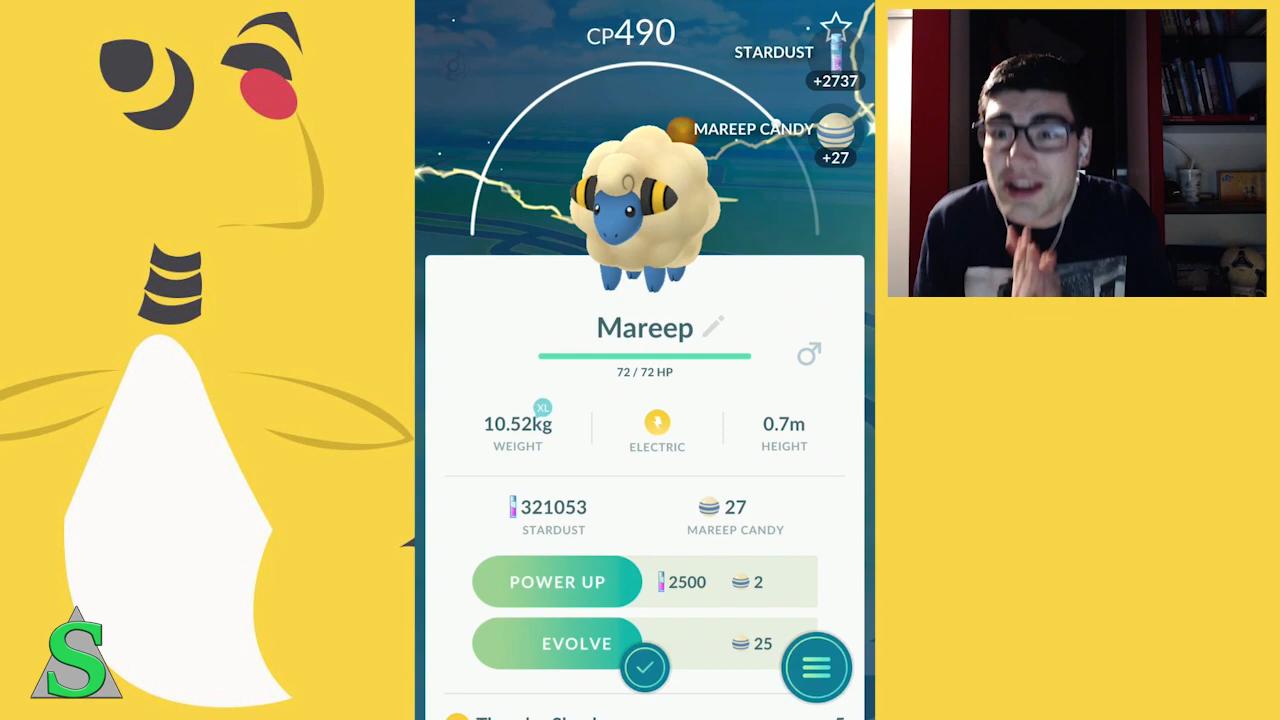 CP490
STARDUST
+2737
MAREEP CANDY
+27
Mareep
72 / 72 HP
XL
10.52kg
WEIGHT
ELECTRIC
0.7m
HEIGHT
321053
STARDUST
27
MAREEP CANDY
POWER UP
2500
2
EVOLVE
25
S